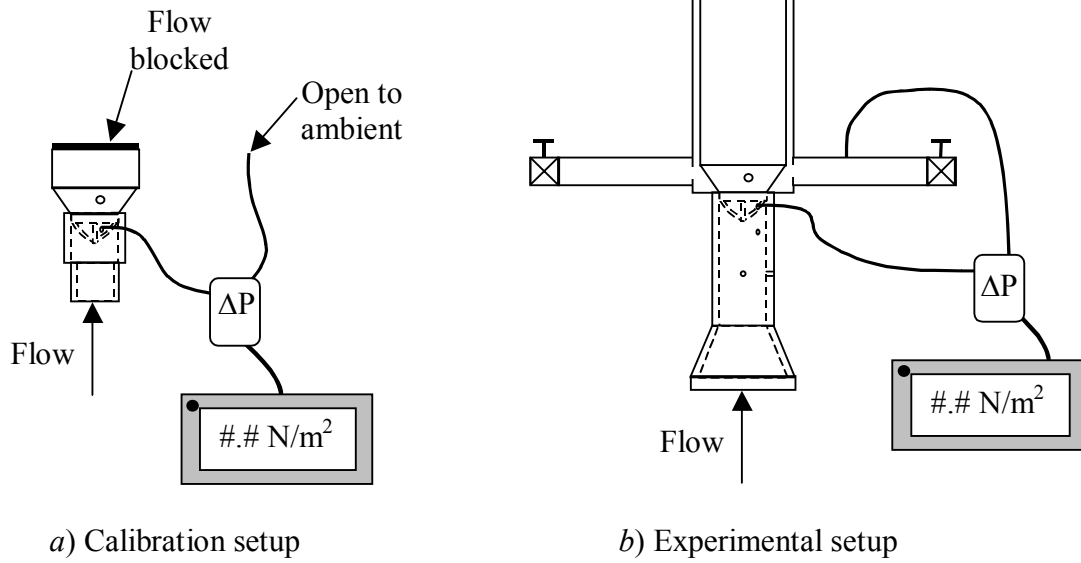 Flow
blocked
Open to
ambient
ΔP
Flow
#.# N/m²
a) Calibration setup
ΔP
#.# N/m²
Flow
b) Experimental setup